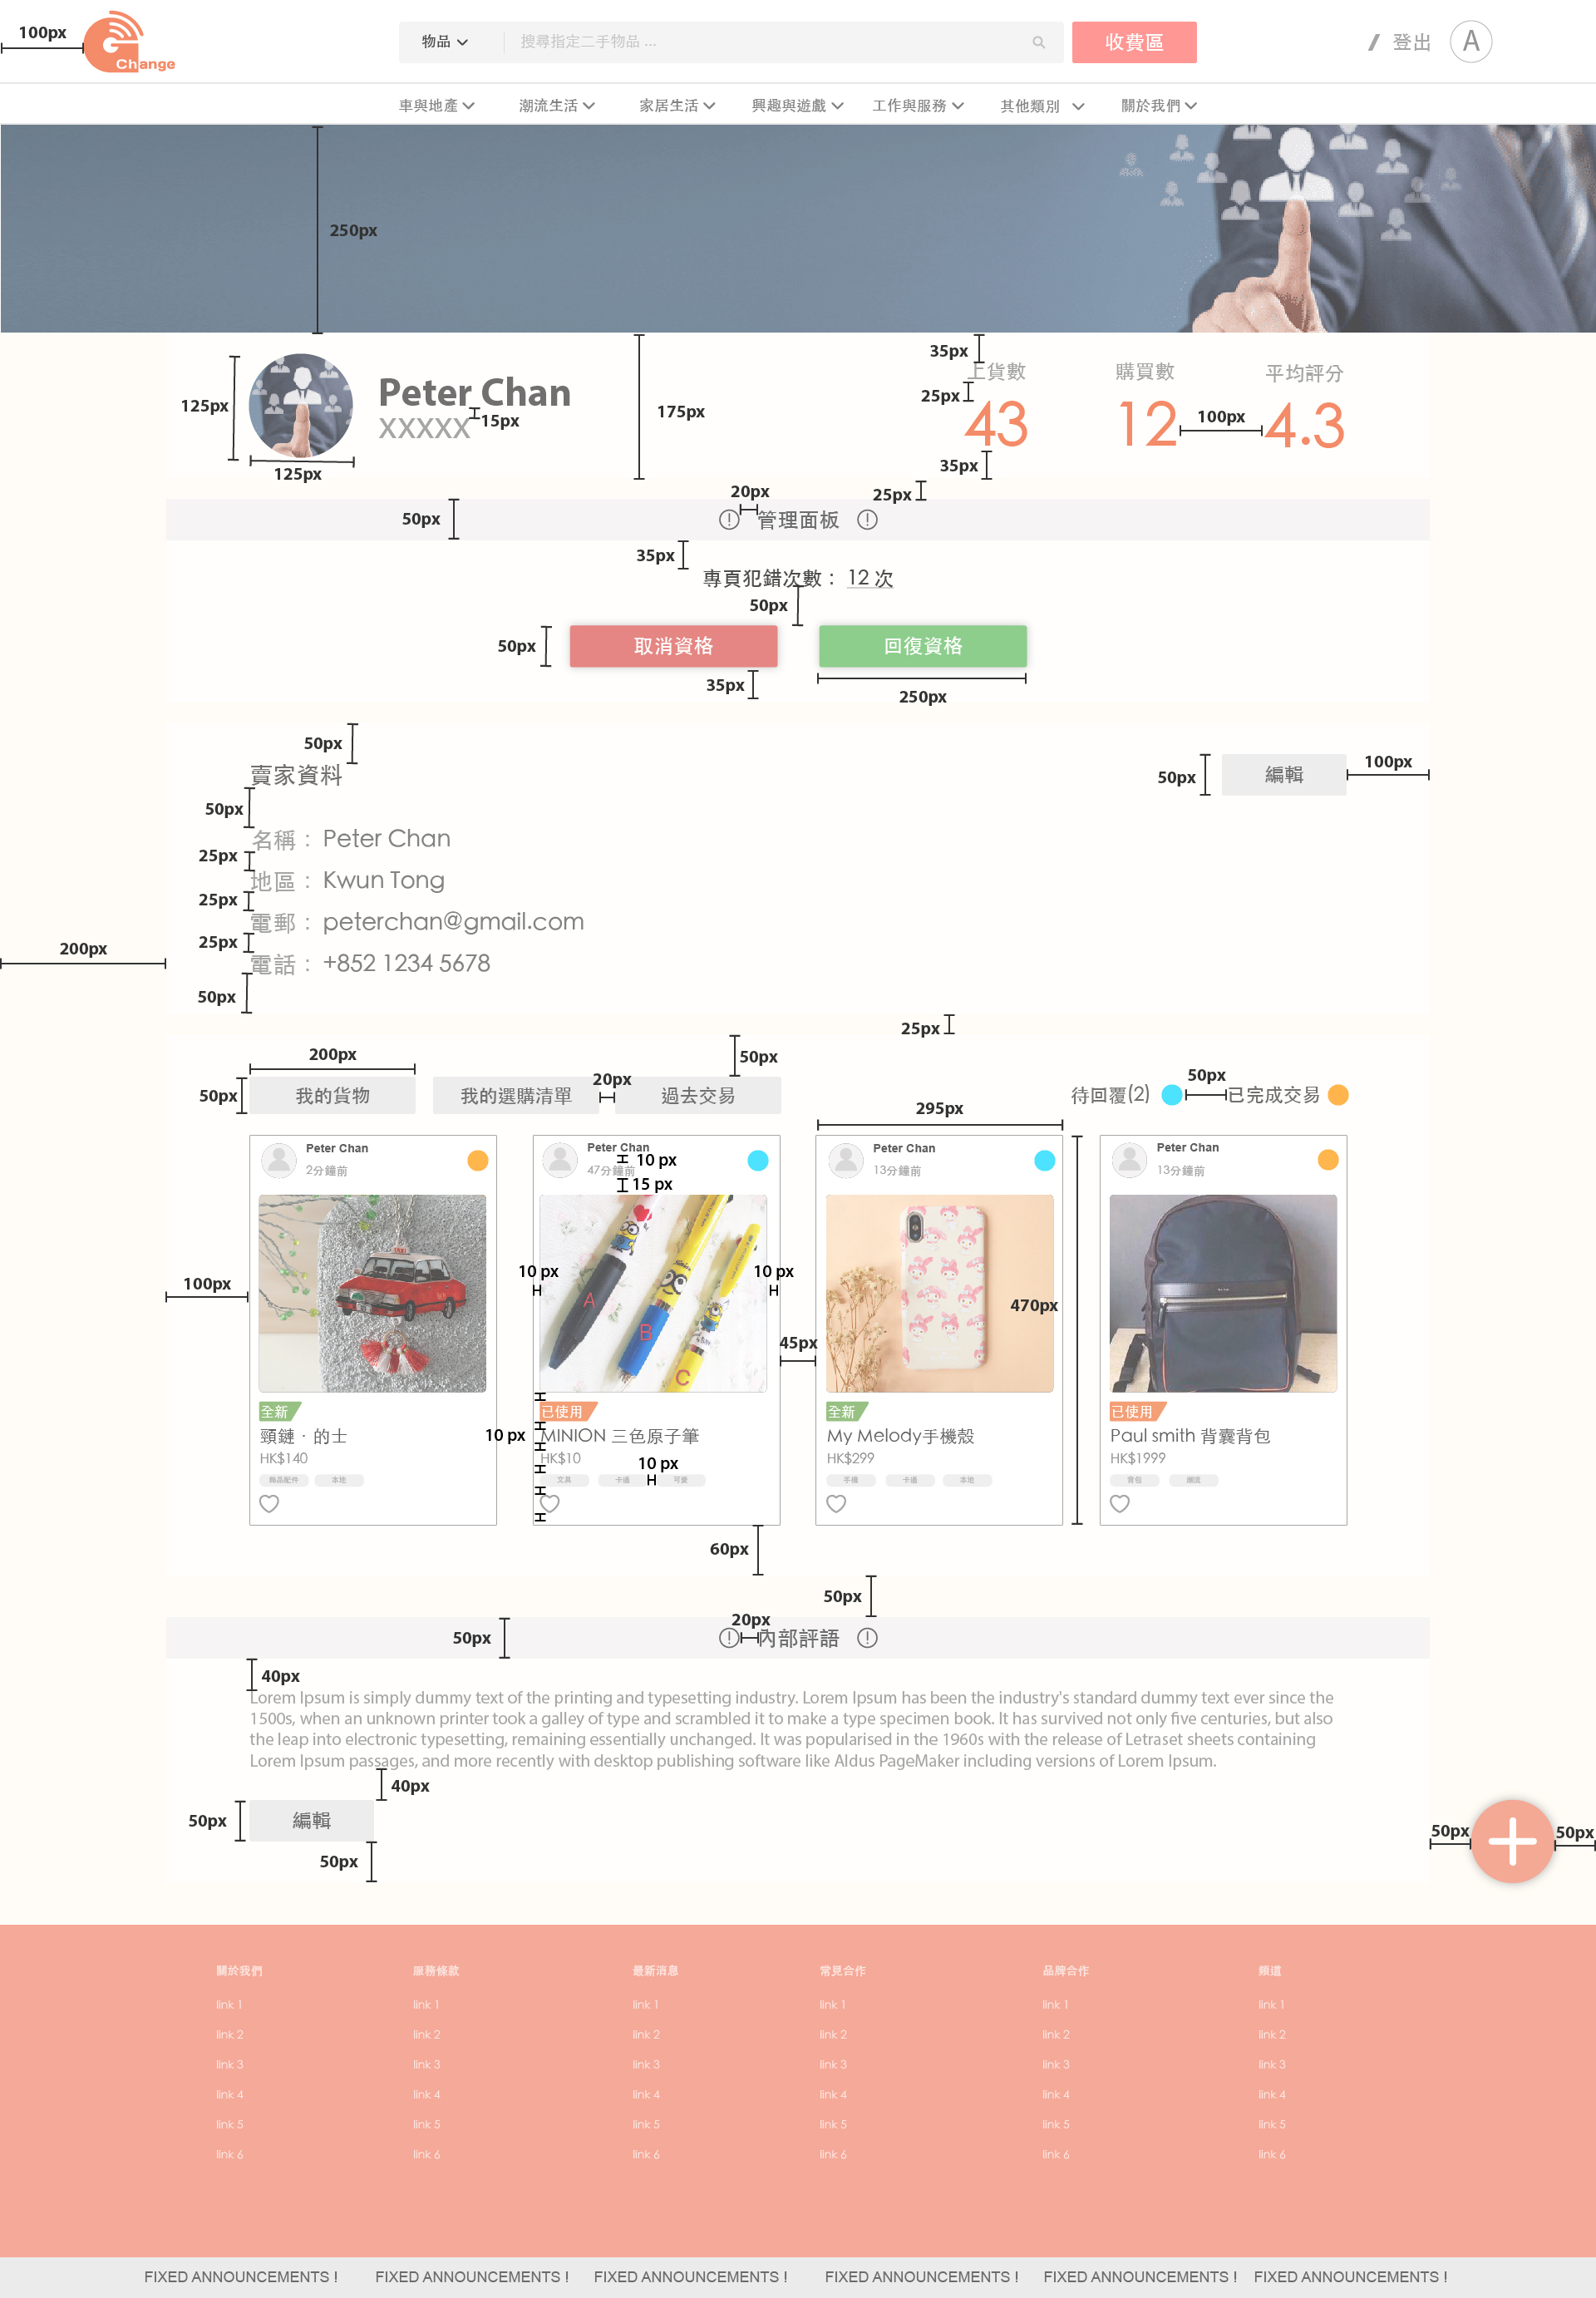 100px
Change
物品
搜尋指定二手物品 ...
收費區
登出
A
車與地產
潮流生活
家居生活
興趣與遊戲
工作與服務
其他類別
關於我們
250px
125px
125px
Peter Chan
XXXXX
15px
175px
35px
上貨數
25px
43
35px
購買數
12
100px
平均評分
4.3
25px
50px
20px
管理面板
35px
專頁犯錯次數： 12 次
50px
50px
取消資格
回復資格
35px
250px
50px
賣家資料
50px
編輯
100px
50px
名稱： Peter Chan
25px
地區： Kwun Tong
25px
電郵： peterchan@gmail.com
25px
電話： +852 1234 5678
200px
50px
25px
200px
50px
50px
我的貨物
我的選購清單
20px
過去交易
待回覆(2)
50px
已完成交易
295px
Peter Chan
2分鐘前
Peter Chan
47分鐘前
10 px
15 px
Peter Chan
13分鐘前
Peter Chan
13分鐘前
100px
10 px
10 px
A
B
C
45px
470px
全新
頸鏈 · 的士
HK$140
飾品配件
本地
10 px
已使用
MINION 三色原子筆
HK$10
10 px
文具
卡通
可愛
全新
My Melody手機殼
HK$299
手機
卡通
本地
已使用
Paul smith 背囊背包
HK$1999
背包
潮流
60px
50px
50px
20px
內部評語
40px
Lorem Ipsum is simply dummy text of the printing and typesetting industry. Lorem Ipsum has been the industry's standard dummy text ever since the
1500s, when an unknown printer took a galley of type and scrambled it to make a type specimen book. It has survived not only five centuries, but also
the leap into electronic typesetting, remaining essentially unchanged. It was popularised in the 1960s with the release of Letraset sheets containing
Lorem Ipsum passages, and more recently with desktop publishing software like Aldus PageMaker including versions of Lorem Ipsum.
40px
50px
編輯
50px
50px
50px
關於我們
服務條款
最新消息
常見合作
品牌合作
頻道
link 1
link 1
link 1
link 1
link 1
link 1
link 2
link 2
link 2
link 2
link 2
link 2
link 3
link 3
link 3
link 3
link 3
link 3
link 4
link 4
link 4
link 4
link 4
link 4
link 5
link 5
link 5
link 5
link 5
link 5
link 6
link 6
link 6
link 6
link 6
link 6
FIXED ANNOUNCEMENTS !
FIXED ANNOUNCEMENTS !
FIXED ANNOUNCEMENTS !
FIXED ANNOUNCEMENTS !
FIXED ANNOUNCEMENTS !
FIXED ANNOUNCEMENTS !